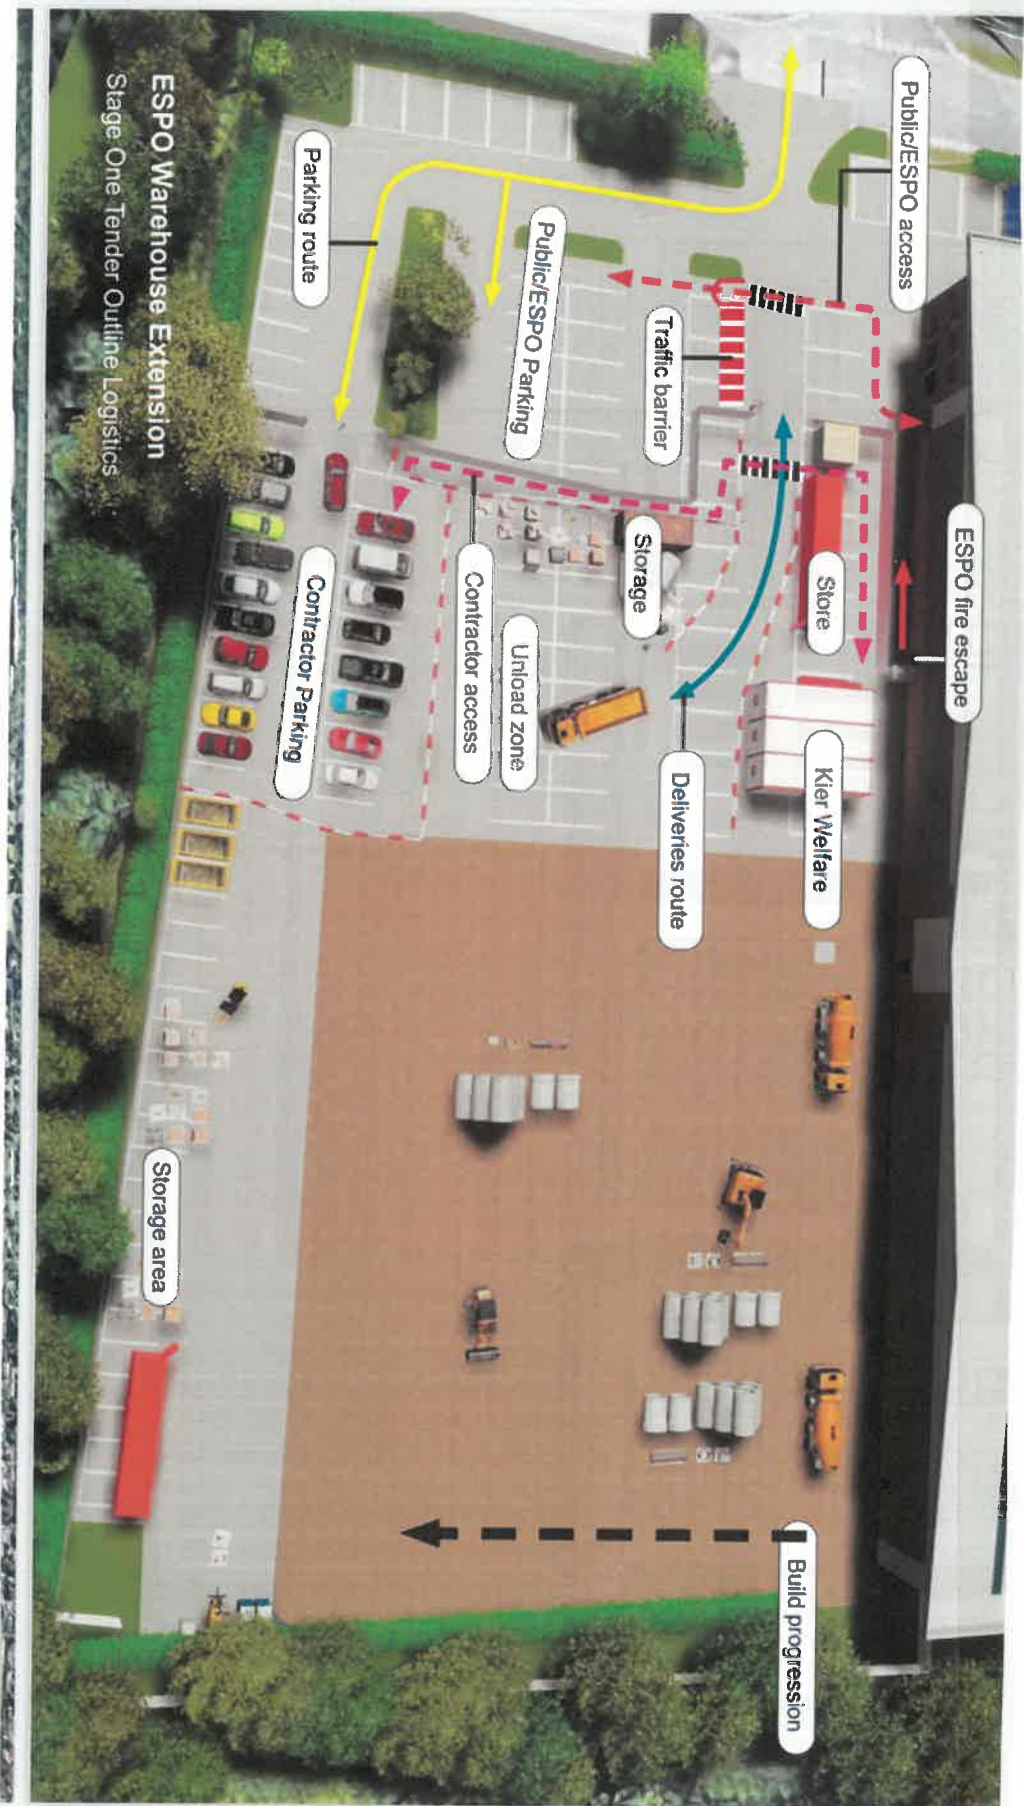 Public/ESPO access
ESPO fire escape
Traffic barrier
Store
Kier Welfare
Build progression
Public/ESPO Parking
Storage
Deliveries route
Unload zone
Contractor access
Parking route
Contractor Parking
Storage area
ESPO Warehouse Extension
Stage One Tender Outline Logistics